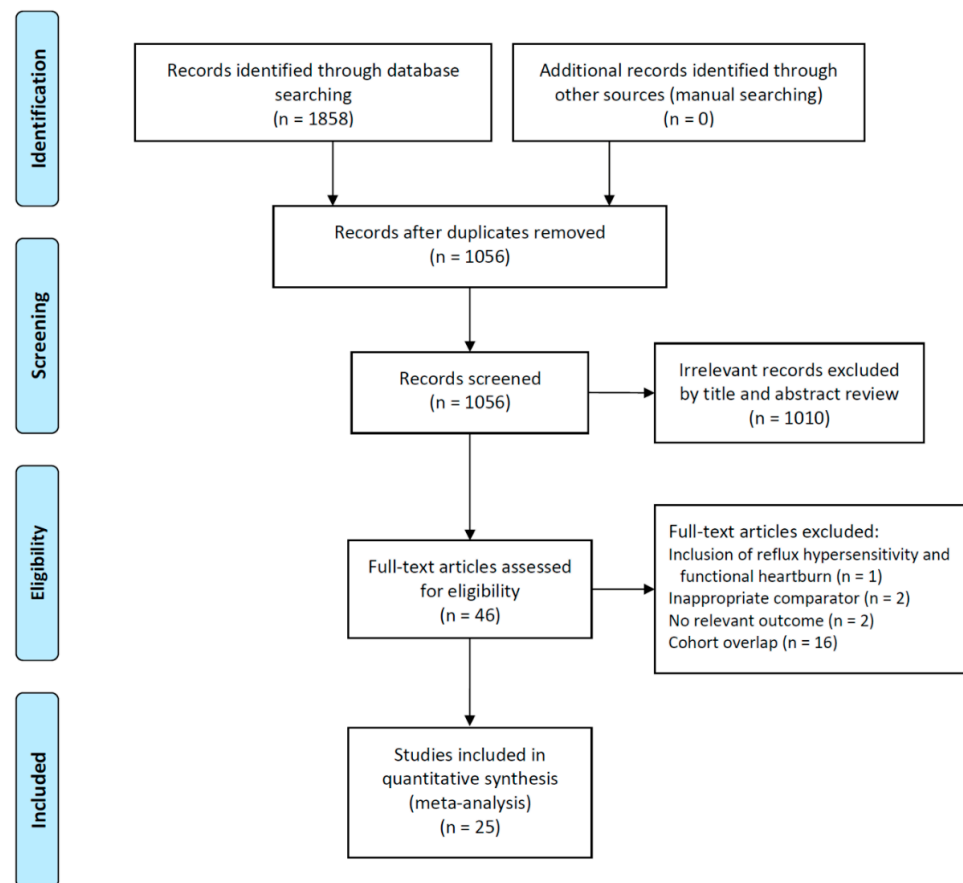 Identification
Records identified through database
searching
(n = 1858)
Additional records identified through
other sources (manual searching)
(n = 0)
Records after duplicates removed
(n = 1056)
Screening
Records screened
(n = 1056)
Irrelevant records excluded
by title and abstract review
(n = 1010)
Eligibility
Full-text articles assessed
for eligibility
(n = 46)
Full-text articles excluded:
Inclusion of reflux hypersensitivity and
functional heartburn (n = 1)
Inappropriate comparator (n = 2)
No relevant outcome (n = 2)
Cohort overlap (n = 16)
Included
Studies included in
quantitative synthesis
(meta-analysis)
(n = 25)